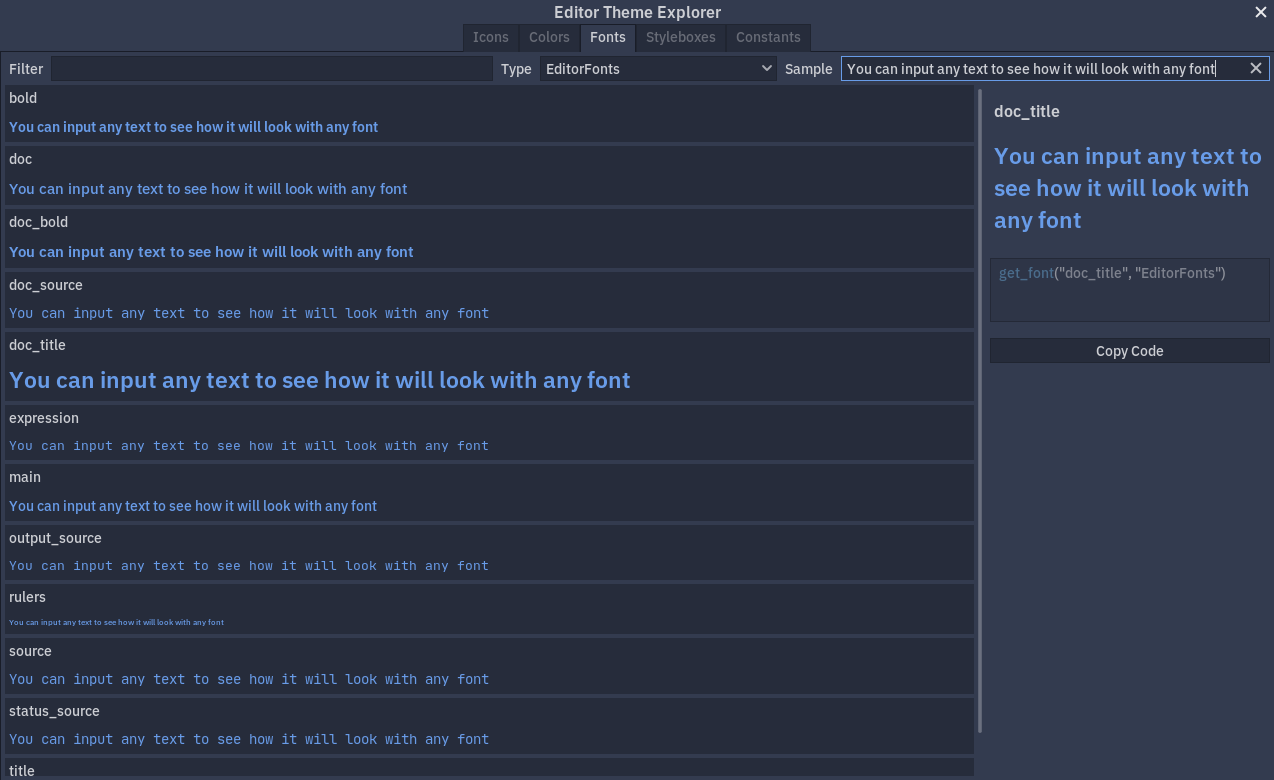 Editor Theme Explorer
Icons Colors Fonts Styleboxes Constants
Filter Type EditorFonts Sample You can input any text to see how it will look with any font
bold
You can input any text to see how it will look with any font
doc
You can input any text to see how it will look with any font
doc_bold
You can input any text to see how it will look with any font
doc_source
You can input any text to see how it will look with any font
doc_title
You can input any text to see how it will look with any font
expression
You can input any text to see how it will look with any font
main
You can input any text to see how it will look with any font
output_source
You can input any text to see how it will look with any font
rulers
You can input any text to see how it will look with any font
source
You can input any text to see how it will look with any font
status_source
You can input any text to see how it will look with any font
title
doc_title
You can input any text to
see how it will look with
any font
get_font("doc_title", "EditorFonts")
Copy Code